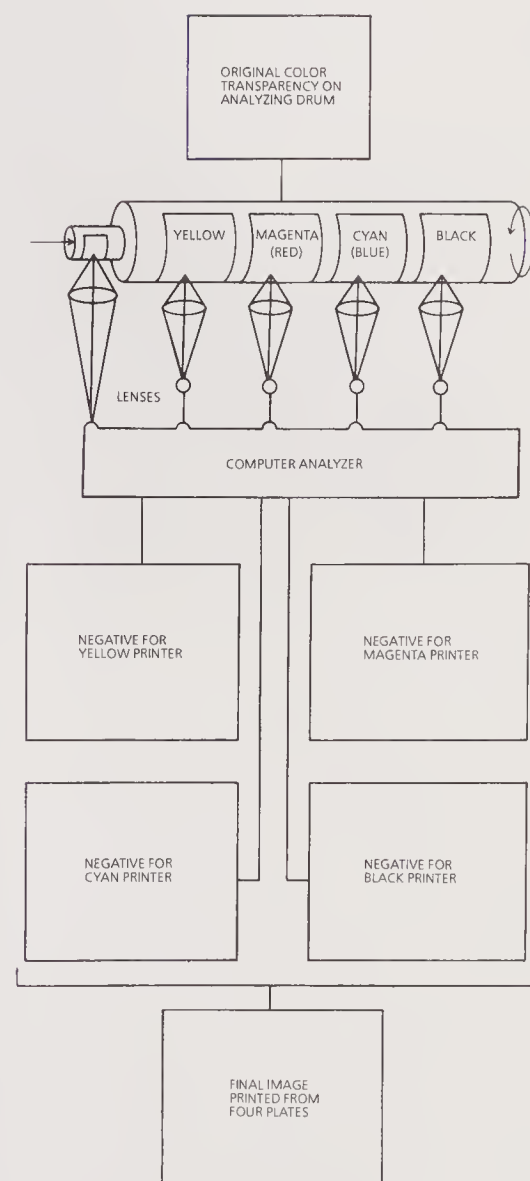 ORIGINAL COLOR
TRANSPARENCY ON
ANALYZING DRUM
YELLOW
MAGENTA
(RED)
CYAN
(BLUE)
BLACK
LENSES
COMPUTER ANALYZER
NEGATIVE FOR
YELLOW PRINTER
NEGATIVE FOR
MAGENTA PRINTER
NEGATIVE FOR
CYAN PRINTER
NEGATIVE FOR
BLACK PRINTER
FINAL IMAGE
PRINTED FROM
FOUR PLATES